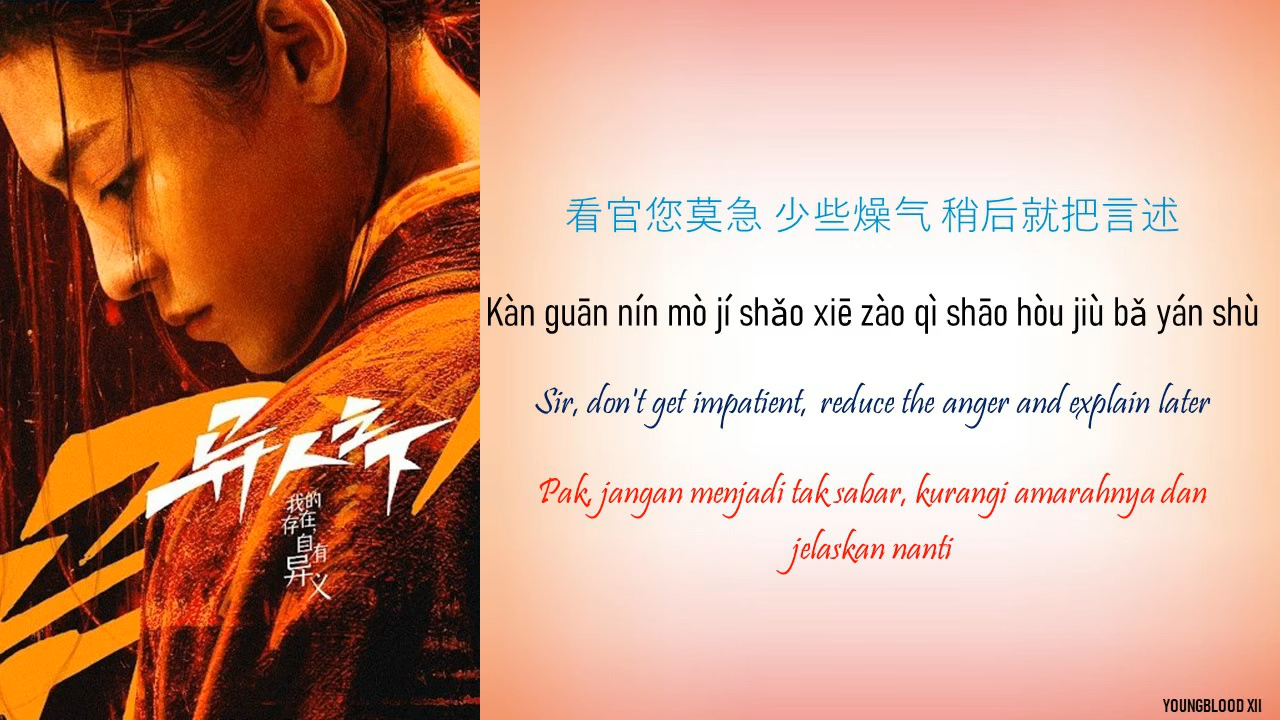 异人之下
我的存在,
自有异义
看官您莫急 少些燥气 稍后就把言述
Kàn guān nín mò jí shǎo xiē zào qì shāo hòu jiù bǎ yán shù
Sir, don't get impatient, reduce the anger and explain later
Pak, jangan menjadi tak sabar, kurangi amarahnya dan
jelaskan nanti
YOUNGBLOOD XII